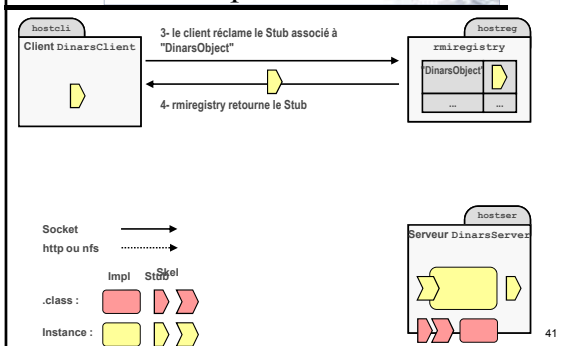 hostcli
Client DinarsClient
3- le client réclame le Stub associé à
"DinarsObject"
4- rmiregistry retourne le Stub
hostreg
rmiregistry
"DinarsObject"
... ...
Socket
http ou nfs
Impl Stub Skel
.class :
Instance :
hostser
Serveur DinarsServer
41